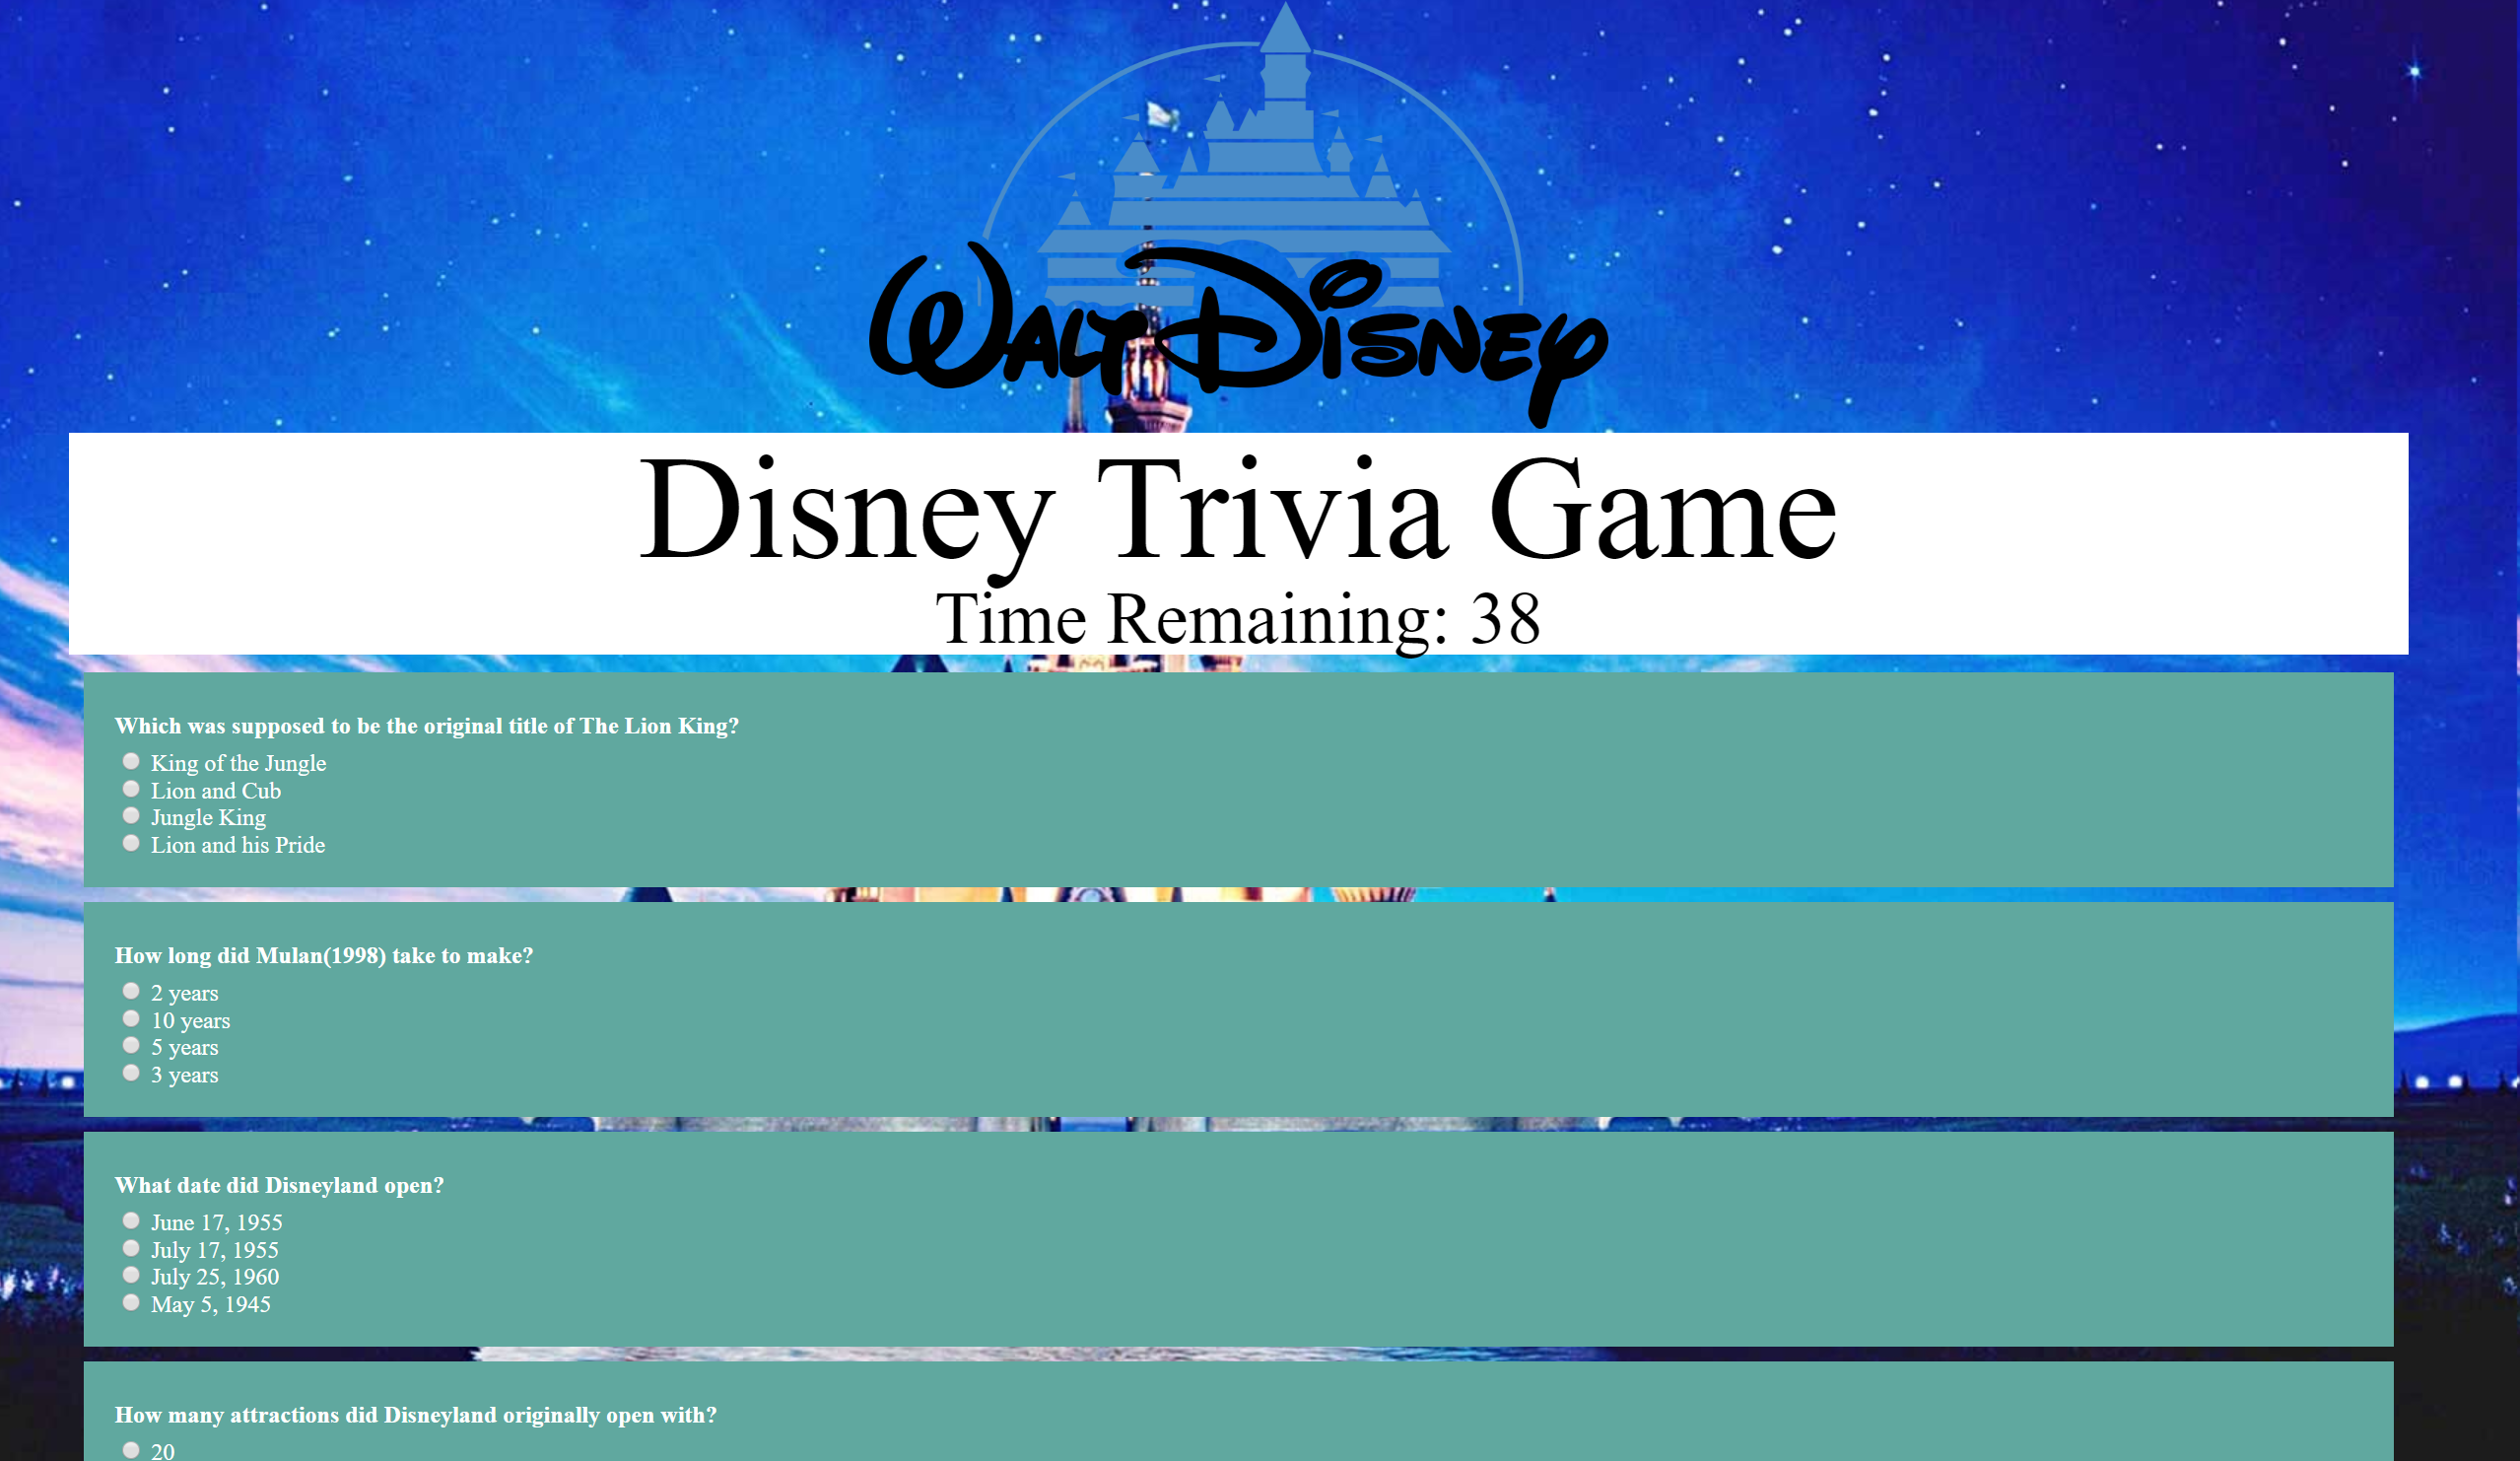 Walt Disney
Disney Trivia Game
Time Remaining: 38
Which was supposed to be the original title of The Lion King?
King of the Jungle
Lion and Cub
Jungle King
Lion and his Pride
How long did Mulan(1998) take to make?
2 years
10 years
5 years
3 years
What date did Disneyland open?
June 17, 1955
July 17, 1955
July 25, 1960
May 5, 1945
How many attractions did Disneyland originally open with?
20